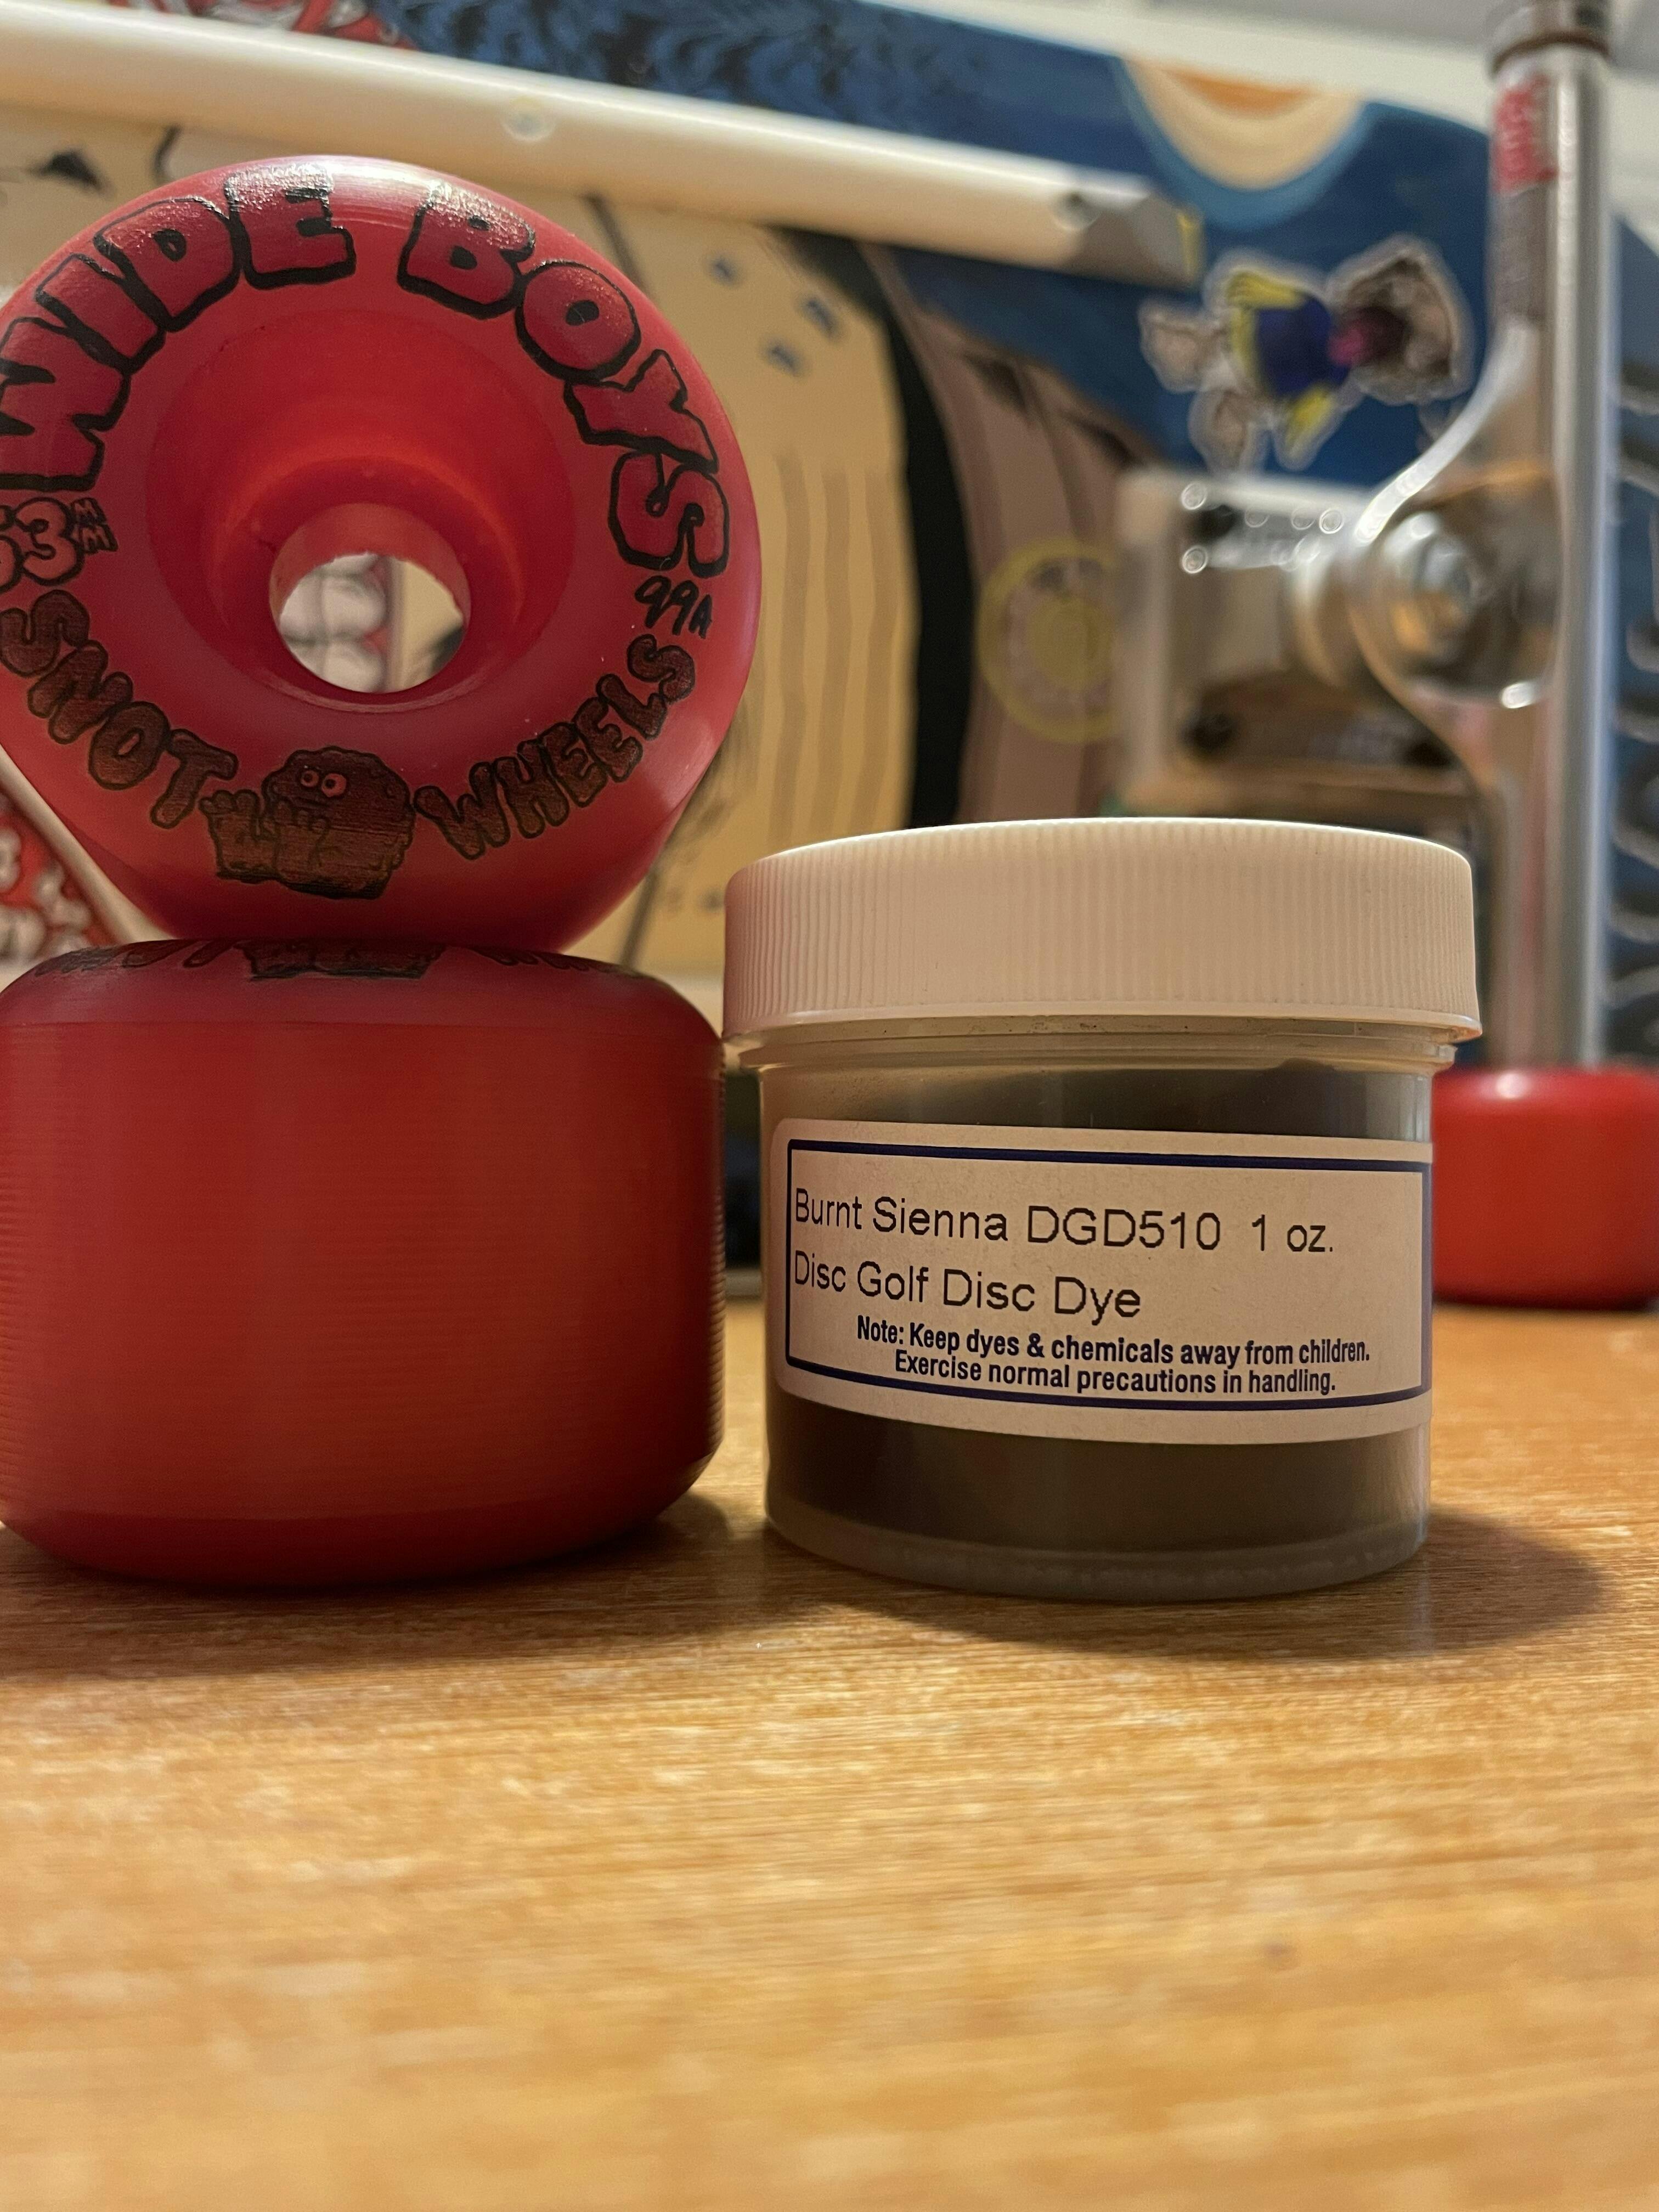 WIDE BOYS
53MM
99A
SNOT WHEELS
Burnt Sienna DGD510 1 oz.
Disc Golf Disc Dye
Note: Keep dyes & chemicals away from children.
Exercise normal precautions in handling.